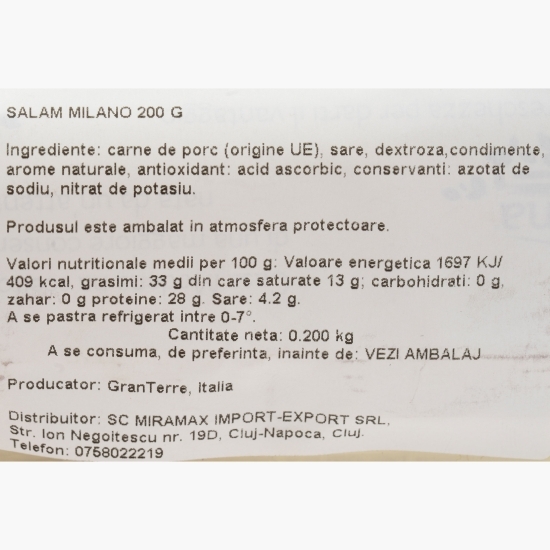 SALAM MILANO 200 G
Ingrediente: carne de porc (origine UE), sare, dextroza,condimente,
arome naturale, antioxidant: acid ascorbic, conservanti: azotat de
sodiu, nitrat de potasiu.
Produsul este ambalat in atmosfera protectoare.
Valori nutritionale medii per 100 g: Valoare energetica 1697 KJ/
409 kcal, grasimi: 33 g din care saturate 13 g; carbohidrati: 0 g,
zahar: 0 g proteine: 28 g. Sare: 4.2 g.
A se pastra refrigerat intre 0-7°.
Cantitate neta: 0.200 kg
A se consuma, de preferinta, inainte de: VEZI AMBALAJ
Producator: GranTerre, Italia
Distribuitor: SC MIRAMAX IMPORT-EXPORT SRL,
Str. Ion Negoitescu nr. 19D, Cluj-Napoca, Cluj.
Telefon: 0758022219